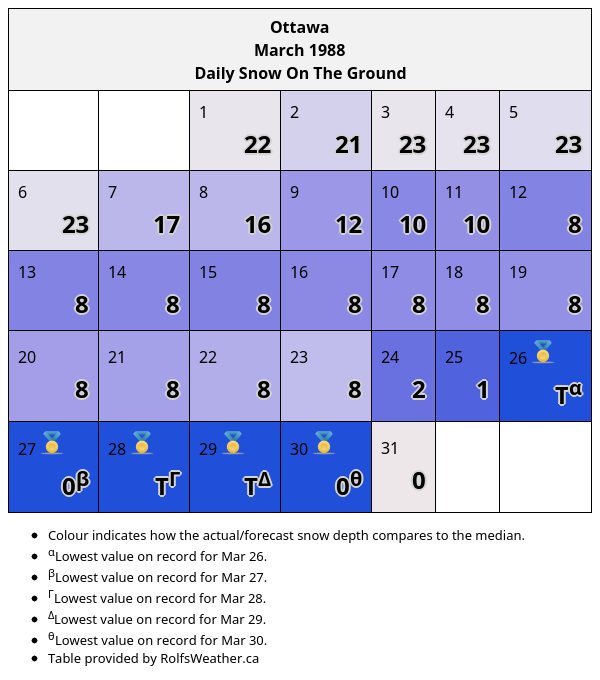 Ottawa
March 1988
Daily Snow On The Ground
1 2 3 4 5
22 21 23 23 23
6 7 8 9 10 11 12
23 17 16 12 10 10 8
13 14 15 16 17 18 19
8 8 8 8 8 8 8
20 21 22 23 24 25 26
8 8 8 8 2 1 Tα
27 28 29 30 31
0β TΓ TΔ 0θ 0
• Colour indicates how the actual/forecast snow depth compares to the median.
• αLowest value on record for Mar 26.
• βLowest value on record for Mar 27.
• ΓLowest value on record for Mar 28.
• ΔLowest value on record for Mar 29.
• θLowest value on record for Mar 30.
• Table provided by RolfsWeather.ca